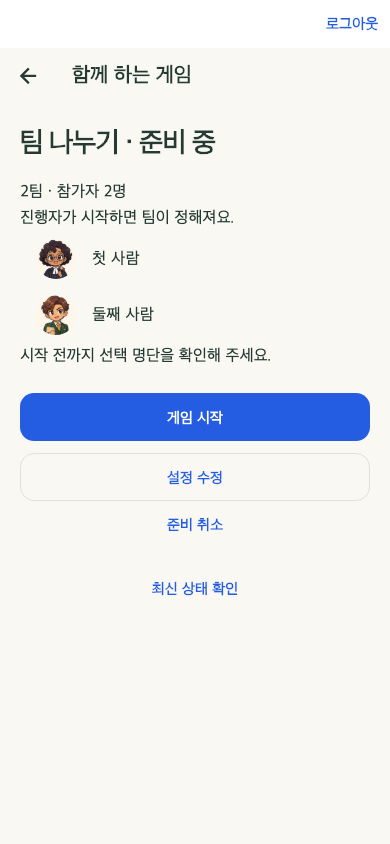 로그아웃
함께 하는 게임
팀 나누기 · 준비 중
2팀 · 참가자 2명
진행자가 시작하면 팀이 정해져요.
첫 사람
둘째 사람
시작 전까지 선택 명단을 확인해 주세요.
게임 시작
설정 수정
준비 취소
최신 상태 확인